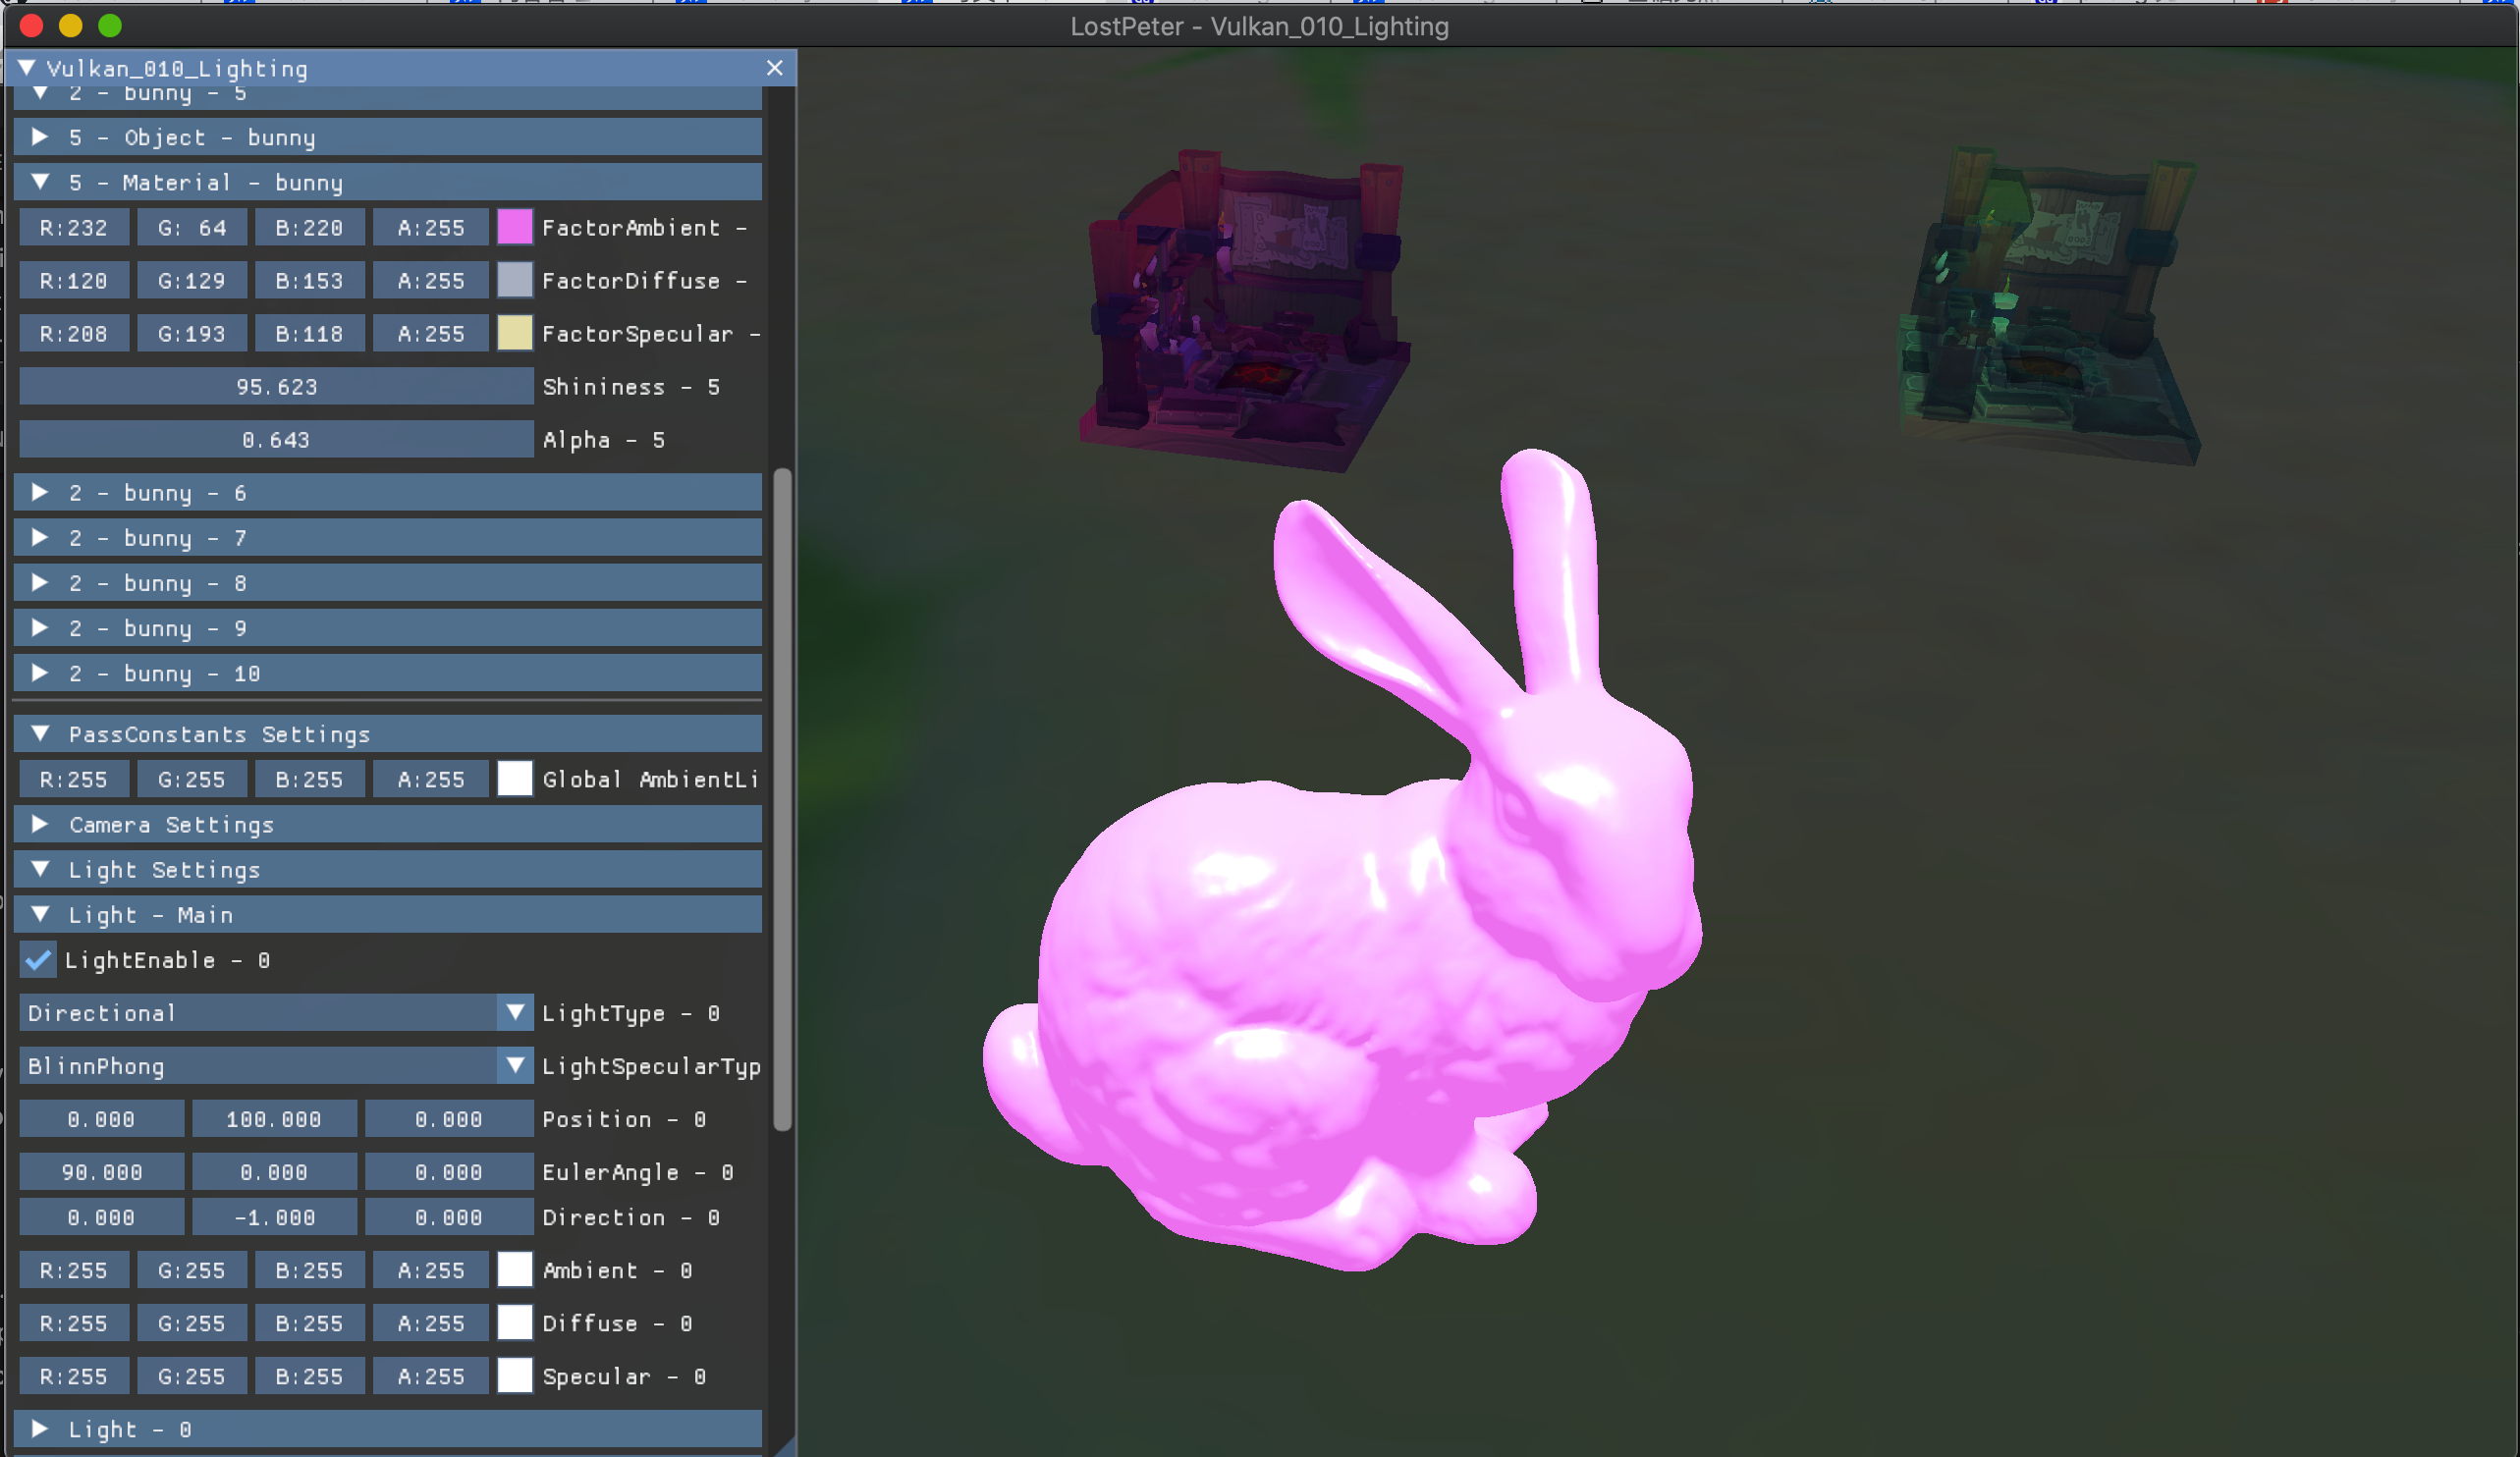 LostPeter - Vulkan_010_Lighting
Vulkan_010_Lighting
2 - bunny - 5
5 - Object - bunny
5 - Material - bunny
R:232 G: 64 B:220 A:255 FactorAmbient -
R:120 G:129 B:153 A:255 FactorDiffuse -
R:208 G:193 B:118 A:255 FactorSpecular -
95.623 Shininess - 5
0.643 Alpha - 5
2 - bunny - 6
2 - bunny - 7
2 - bunny - 8
2 - bunny - 9
2 - bunny - 10
PassConstants Settings
R:255 G:255 B:255 A:255 Global AmbientLi
Camera Settings
Light Settings
Light - Main
LightEnable - 0
Directional LightType - 0
BlinnPhong LightSpecularTyp
0.000 100.000 0.000 Position - 0
90.000 0.000 0.000 EulerAngle - 0
0.000 -1.000 0.000 Direction - 0
R:255 G:255 B:255 A:255 Ambient - 0
R:255 G:255 B:255 A:255 Diffuse - 0
R:255 G:255 B:255 A:255 Specular - 0
Light - 0